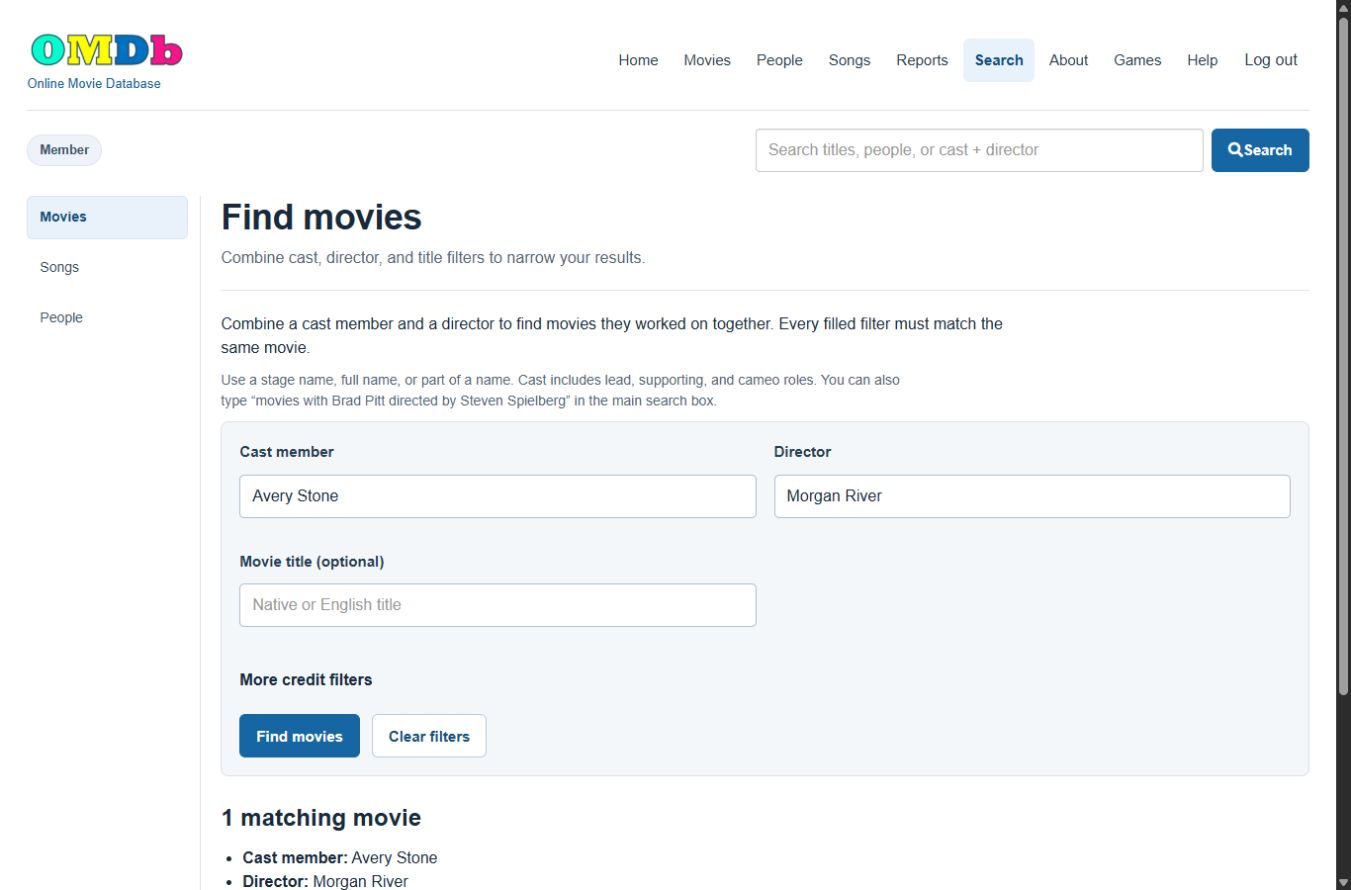 OMDb
Online Movie Database
Home Movies People Songs Reports Search About Games Help Log out
Member
Search titles, people, or cast + director
Search
Movies
Songs
People
Find movies
Combine cast, director, and title filters to narrow your results.
Combine a cast member and a director to find movies they worked on together. Every filled filter must match the
same movie.
Use a stage name, full name, or part of a name. Cast includes lead, supporting, and cameo roles. You can also
type “movies with Brad Pitt directed by Steven Spielberg” in the main search box.
Cast member Director
Avery Stone Morgan River
Movie title (optional)
Native or English title
More credit filters
Find movies Clear filters
1 matching movie
• Cast member: Avery Stone
• Director: Morgan River